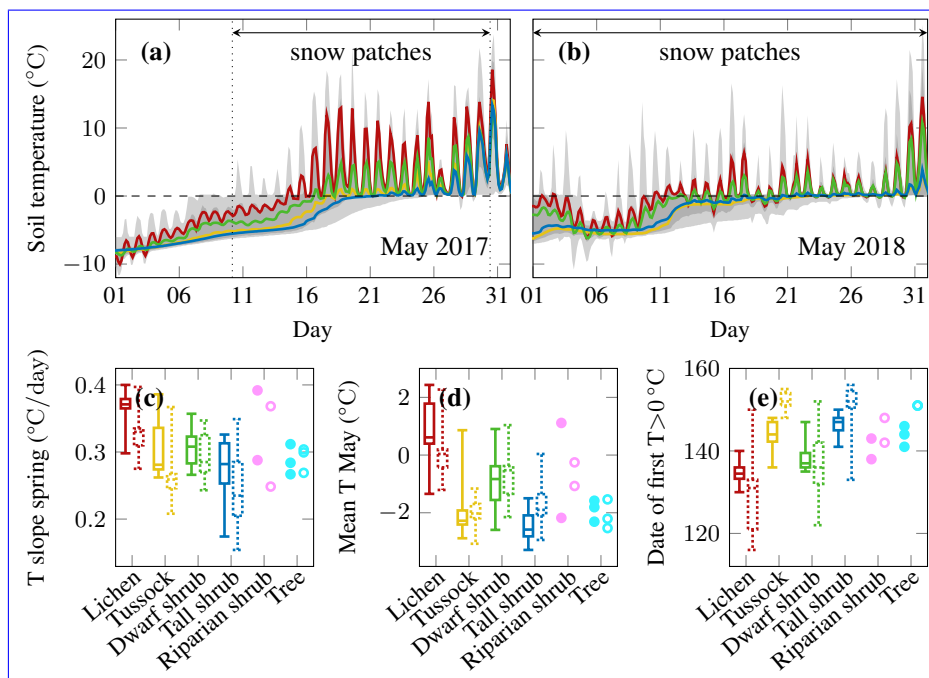 (a)
snow patches
(b)
snow patches
Soil temperature (°C)
20
10
0
−10
May 2017
May 2018
01 06 11 16 21 26 31
01 06 11 16 21 26 31
Day
Day
T slope spring (°C/day)
0.4
0.3
0.2
(c)
Lichen
Tussock
Dwarf shrub
Tall shrub
Riparian shrub
Tree
Mean T May (°C)
2
0
−2
(d)
Lichen
Tussock
Dwarf shrub
Tall shrub
Riparian shrub
Tree
Date of first T>0 °C
160
140
120
(e)
Lichen
Tussock
Dwarf shrub
Tall shrub
Riparian shrub
Tree